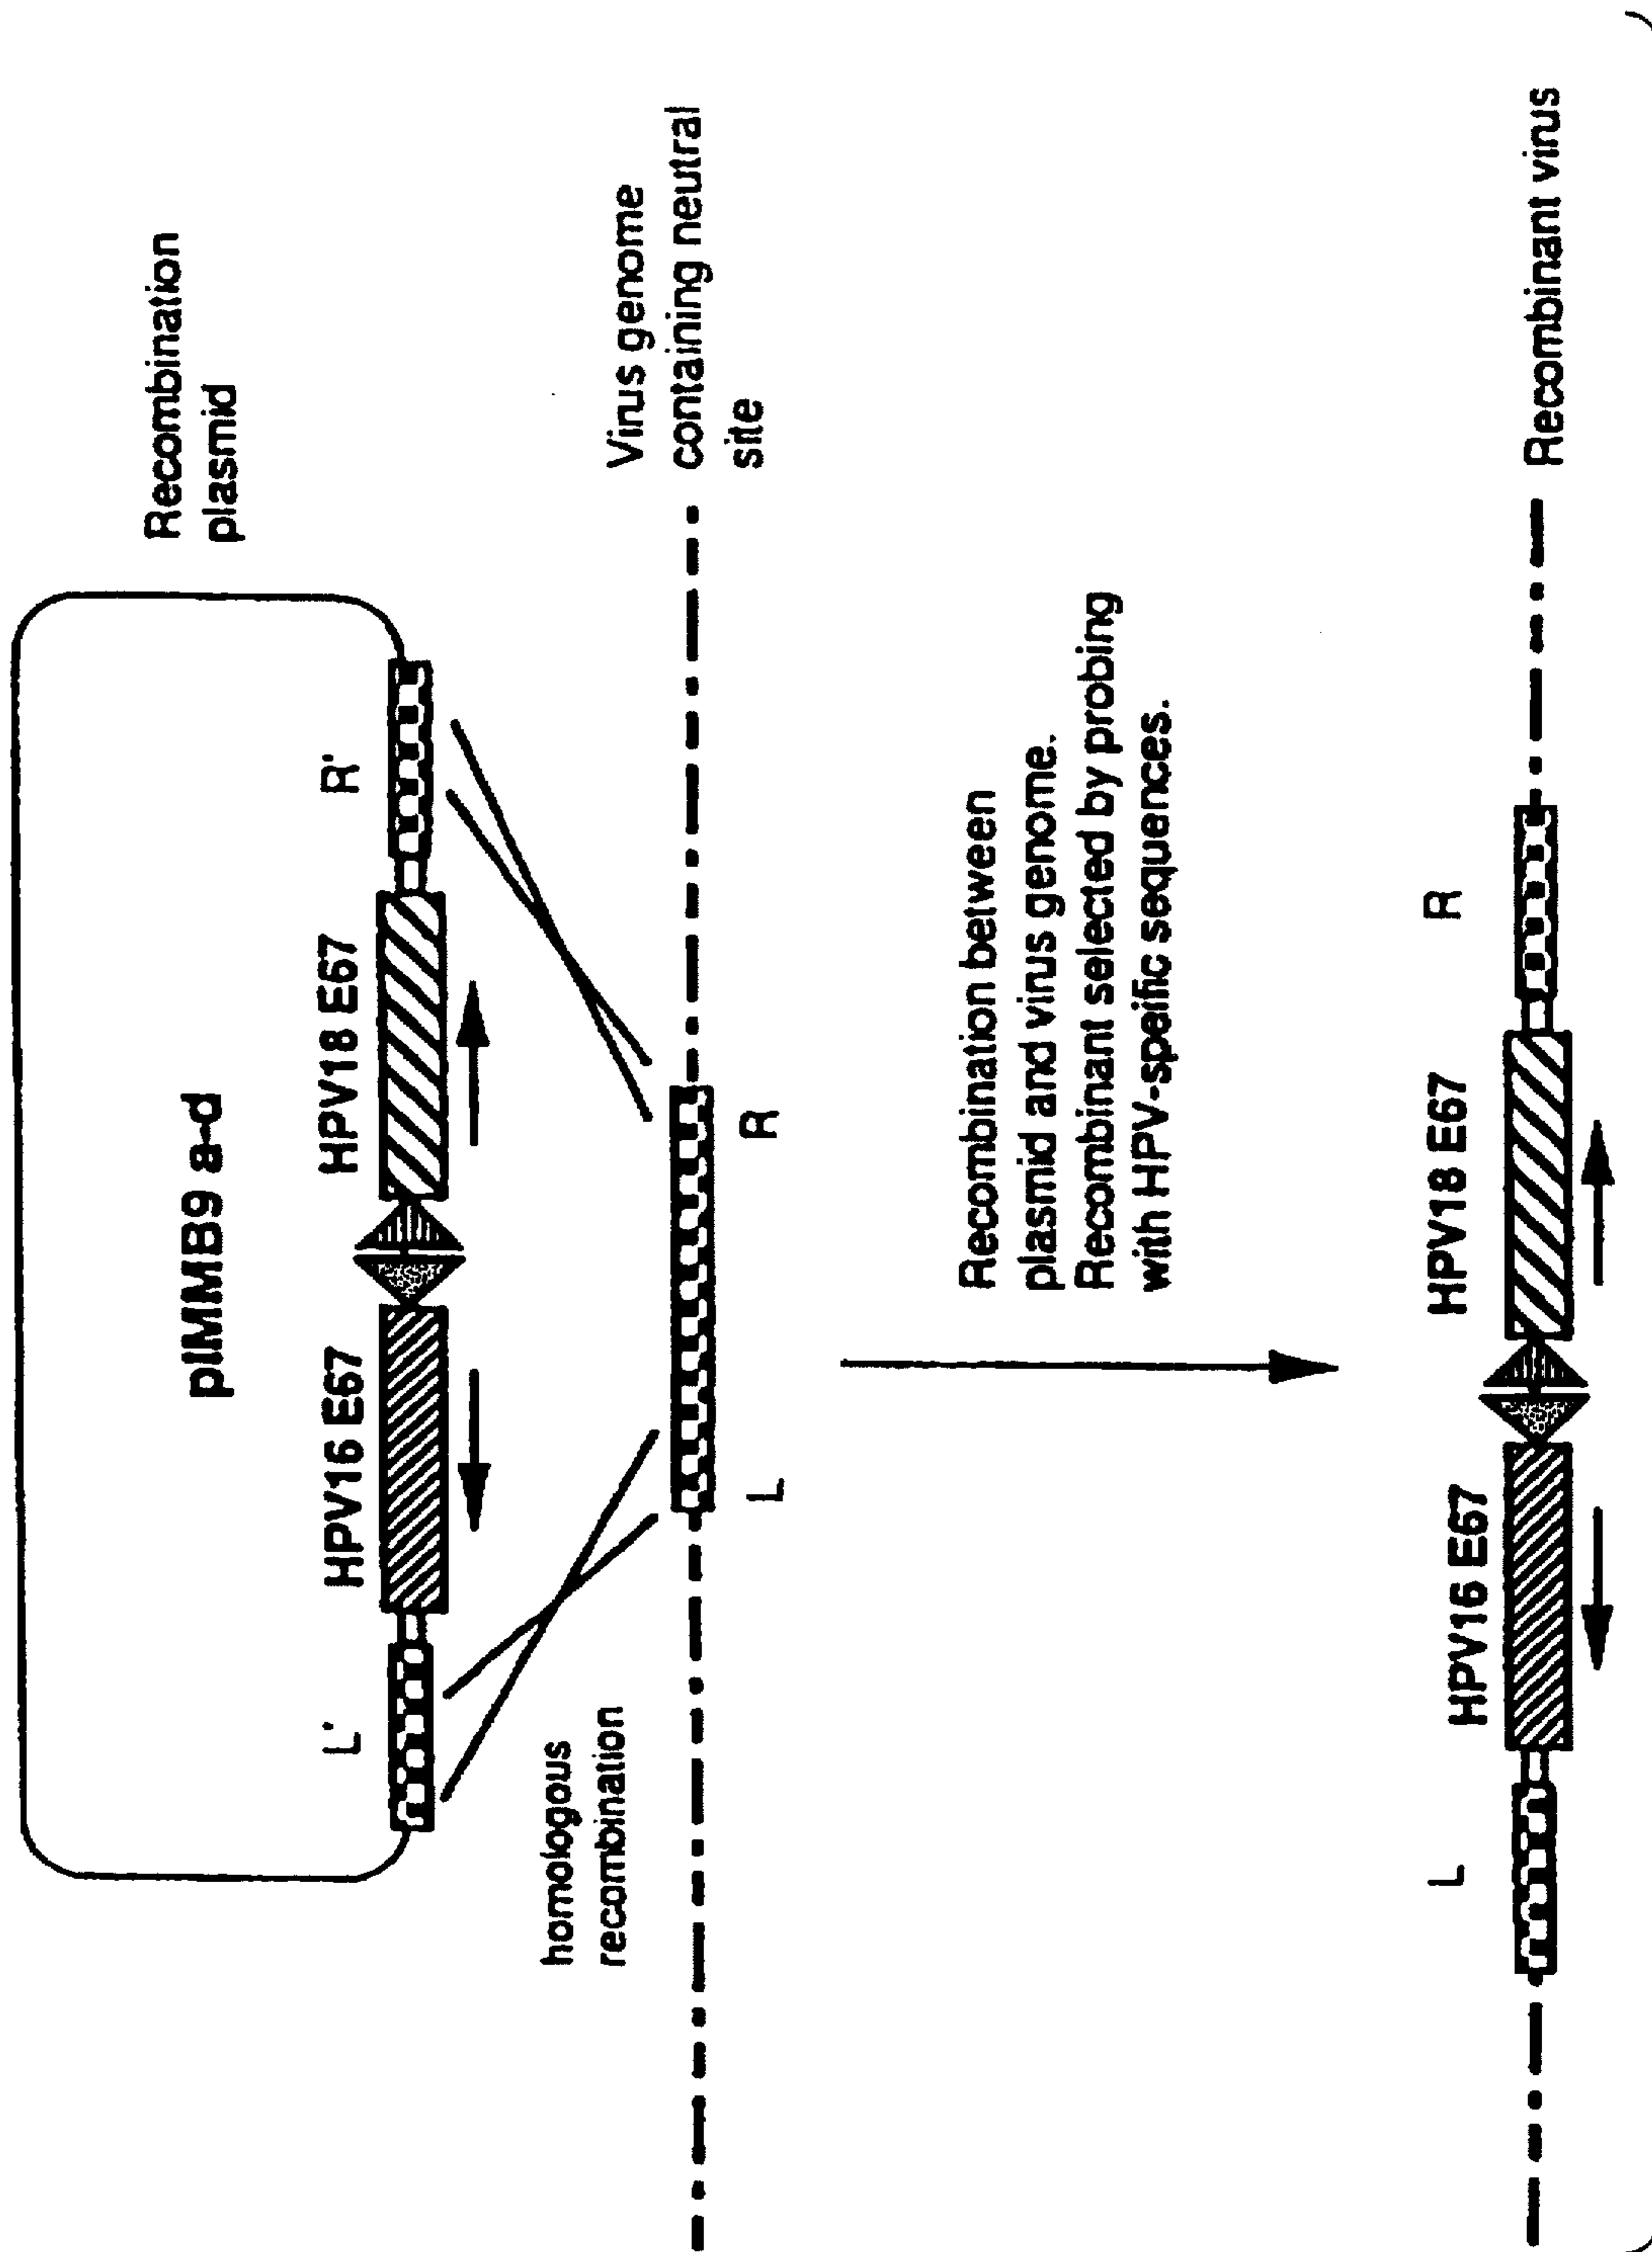 pIMMB9 a-d
Recombination
plasmid
L'
HPV16 E67
HPV18 E67
R'
homologous
recombination
Virus genome
containing neutral
site
L
R
Recombination between
plasmid and virus genome.
Recombinant selected by probing
with HPV-speific sequences.
L
HPV16 E67
HPV18 E67
R
Recombinant virus